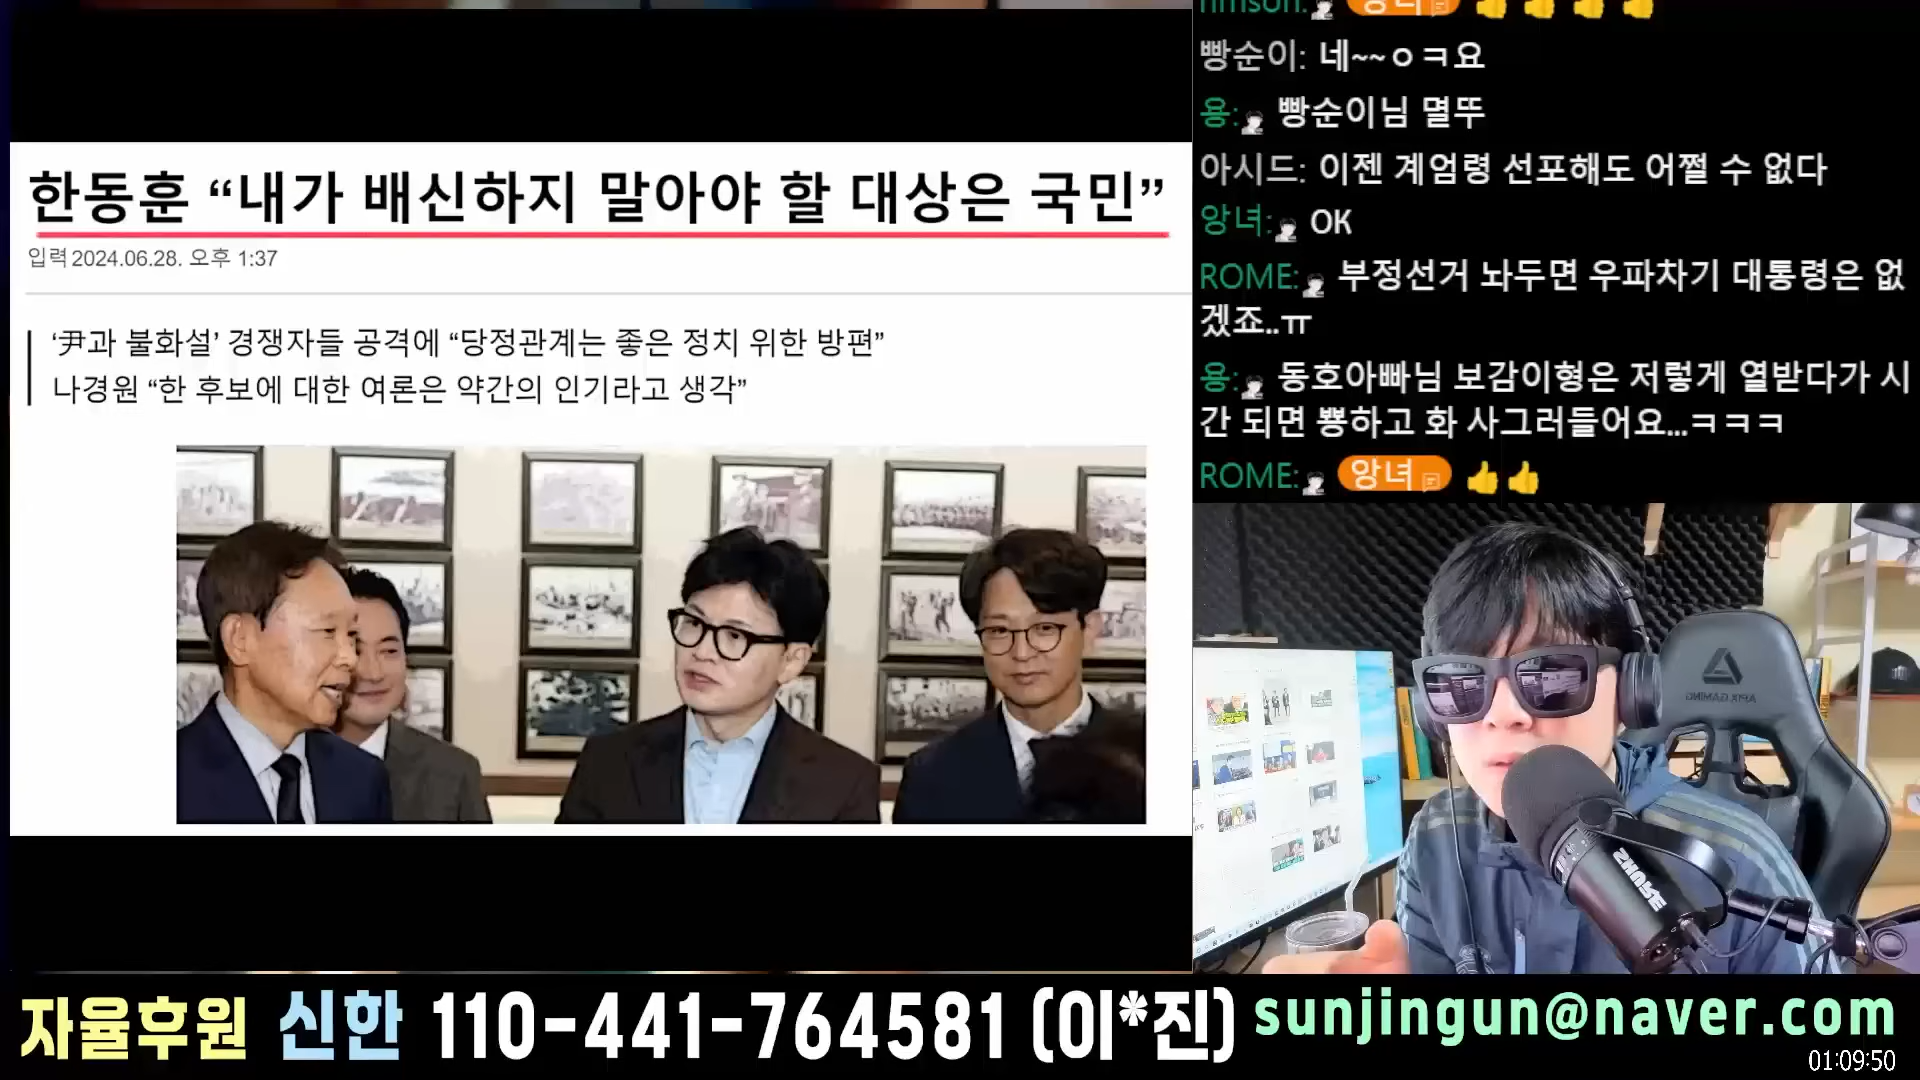 한동훈 “내가 배신하지 말아야 할 대상은 국민”
입력 2024.06.28. 오후 1:37
‘尹과 불화설’ 경쟁자들 공격에 “당정관계는 좋은 정치 위한 방편”
나경원 “한 후보에 대한 여론은 약간의 인기라고 생각”
앙녀
빵순이: 네~~ㅇㅋ요
용: 빵순이님 멸뚜
아시드: 이젠 계엄령 선포해도 어쩔 수 없다
앙녀: OK
ROME: 부정선거 놔두면 우파차기 대통령은 없
겠죠..ㅠ
용: 동호아빠님 보감이형은 저렇게 열받다가 시
간 되면 뿅하고 화 사그러들어요...ㅋㅋㅋ
ROME: 앙녀
APIX GAMING
자율후원 신한 110-441-764581 (이*진) sunjingun@naver.com
01:09:50